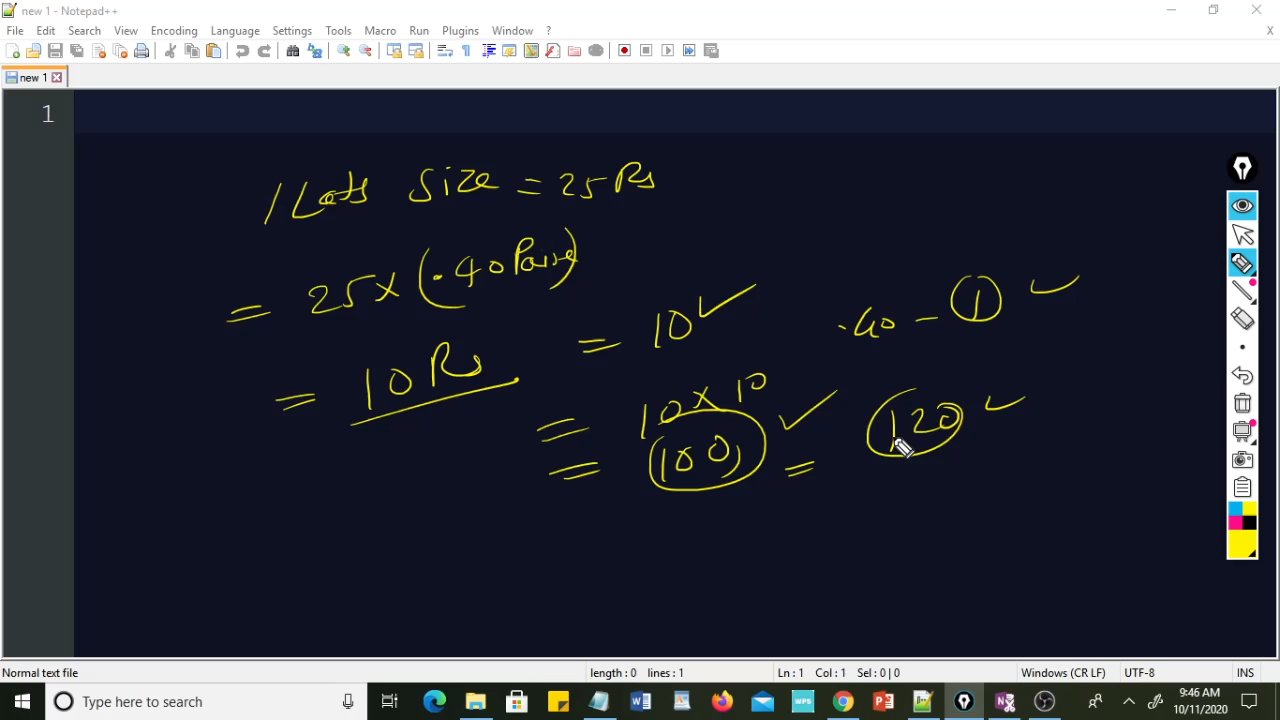 new 1 - Notepad++
File Edit Search View Encoding Language Settings Tools Macro Run Plugins Window ?
X
new 1
1
1 Lots Size = 25 Rs
= 25 x (.40 Paise)
= 10 Rs
= 10
.40 - 1
= 10 x 10
= 100,
= 120
Normal text file length : 0 lines : 1 Ln : 1 Col : 1 Sel : 0 | 0 Windows (CR LF) UTF-8 INS
Type here to search
WPS
9:46 AM
10/11/2020